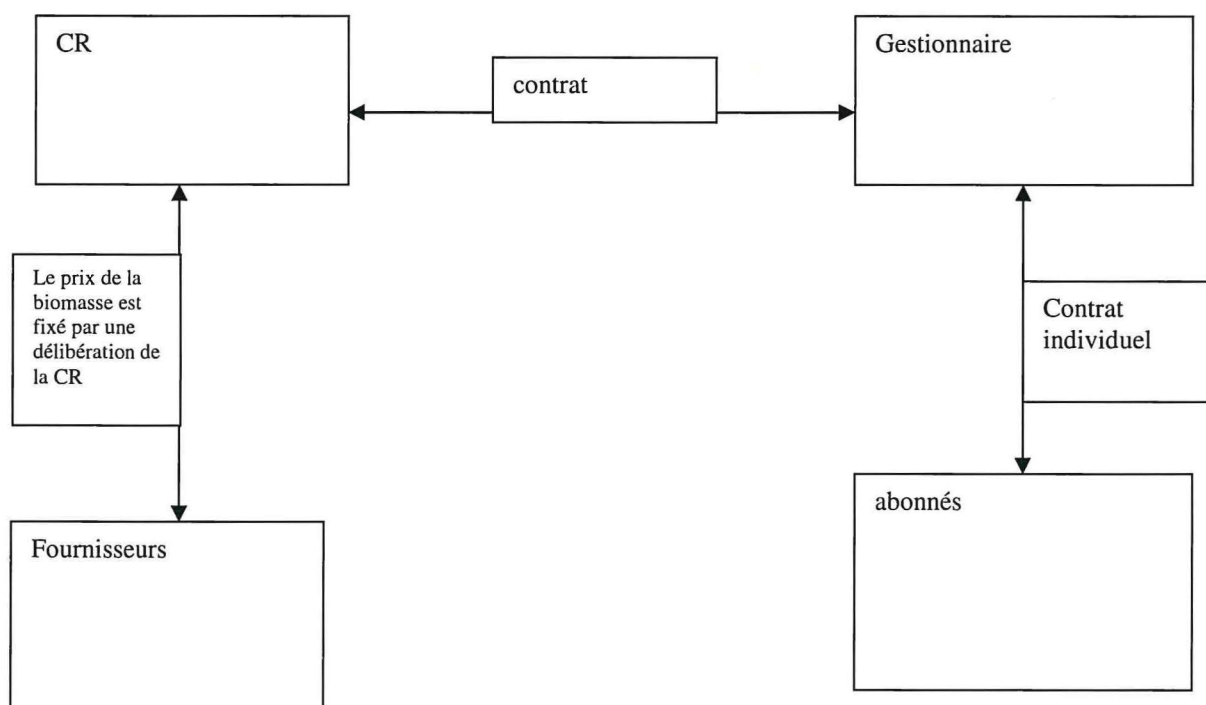 CR
contrat
Gestionnaire
Le prix de la
biomasse est
fixé par une
délibération de
la CR
Contrat
individuel
abonnés
Fournisseurs